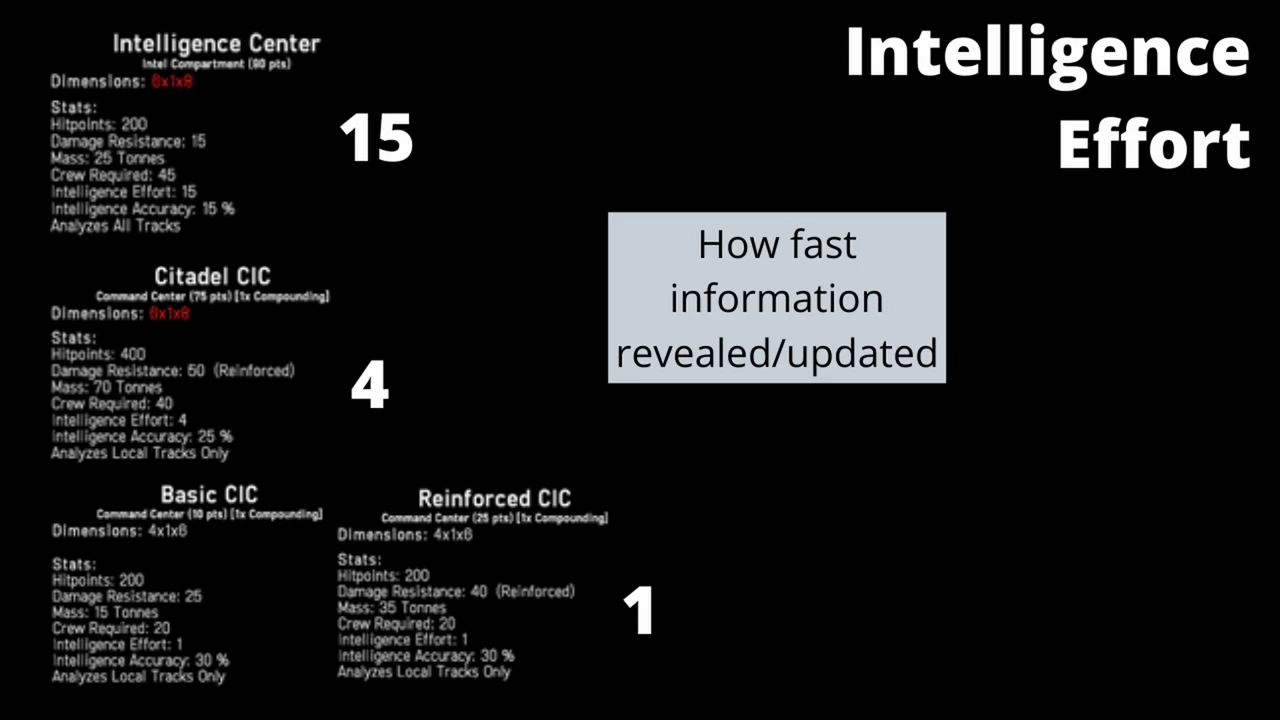 Intelligence Center
Intel Compartment (90 pts)
Dimensions: 6x1x8
Stats:
Hitpoints: 200
Damage Resistance: 15
Mass: 25 Tonnes
Crew Required: 45
Intelligence Effort: 15
Intelligence Accuracy: 15 %
Analyzes All Tracks
15
Intelligence
Effort
How fast
information
revealed/updated
Citadel CIC
Command Center (75 pts) [1x Compounding]
Dimensions: 6x1x8
Stats:
Hitpoints: 400
Damage Resistance: 50 (Reinforced)
Mass: 70 Tonnes
Crew Required: 40
Intelligence Effort: 4
Intelligence Accuracy: 25 %
Analyzes Local Tracks Only
4
Basic CIC
Command Center (10 pts) [1x Compounding]
Dimensions: 4x1x6
Stats:
Hitpoints: 200
Damage Resistance: 25
Mass: 15 Tonnes
Crew Required: 20
Intelligence Effort: 1
Intelligence Accuracy: 30 %
Analyzes Local Tracks Only
Reinforced CIC
Command Center (25 pts) [1x Compounding]
Dimensions: 4x1x6
Stats:
Hitpoints: 200
Damage Resistance: 40 (Reinforced)
Mass: 35 Tonnes
Crew Required: 20
Intelligence Effort: 1
Intelligence Accuracy: 30 %
Analyzes Local Tracks Only
1